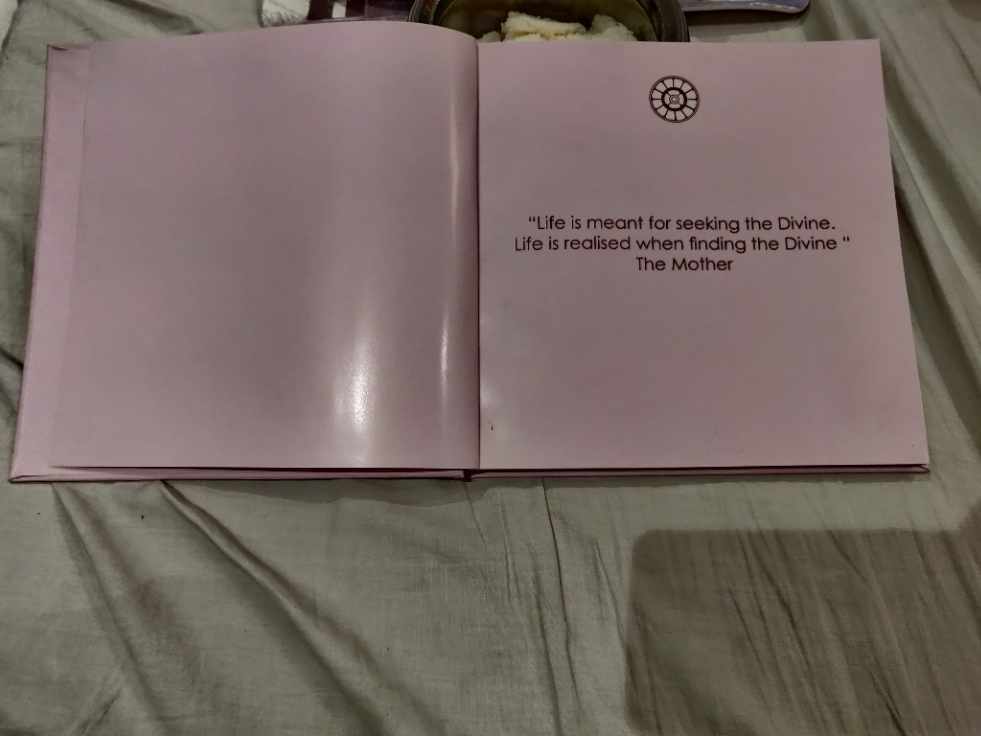 “Life is meant for seeking the Divine.
Life is realised when finding the Divine “
The Mother